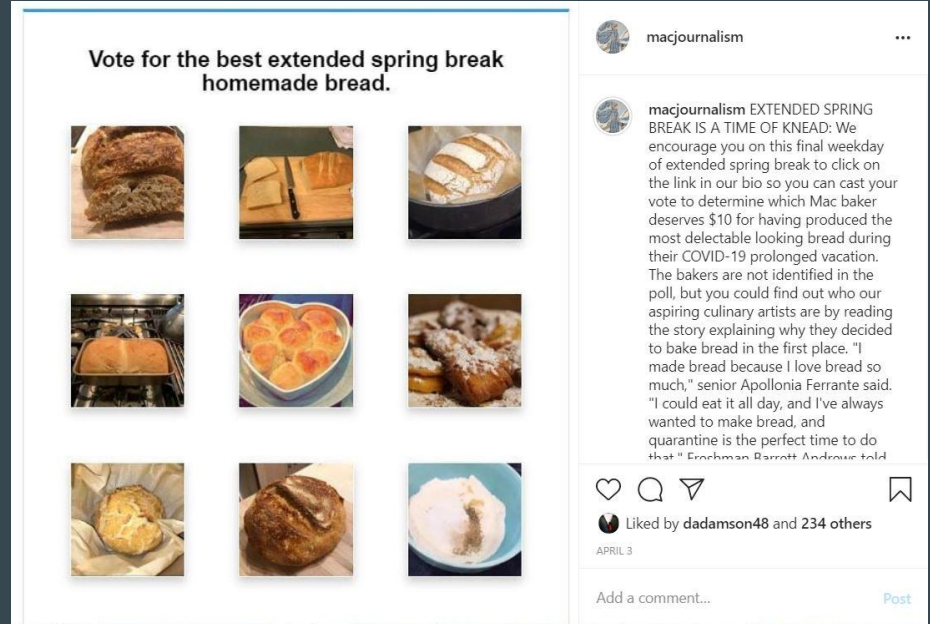 Vote for the best extended spring break
homemade bread.
macjournalism
macjournalism EXTENDED SPRING
BREAK IS A TIME OF KNEAD: We
encourage you on this final weekday
of extended spring break to click on
the link in our bio so you can cast your
vote to determine which Mac baker
deserves $10 for having produced the
most delectable looking bread during
their COVID-19 prolonged vacation.
The bakers are not identified in the
poll, but you could find out who our
aspiring culinary artists are by reading
the story explaining why they decided
to bake bread in the first place. "I
made bread because I love bread so
much," senior Apollonia Ferrante said.
"I could eat it all day, and I've always
wanted to make bread, and
quarantine is the perfect time to do
that." Freshman Barrett Andrews told
Liked by dadamson48 and 234 others
APRIL 3
Add a comment...
Post